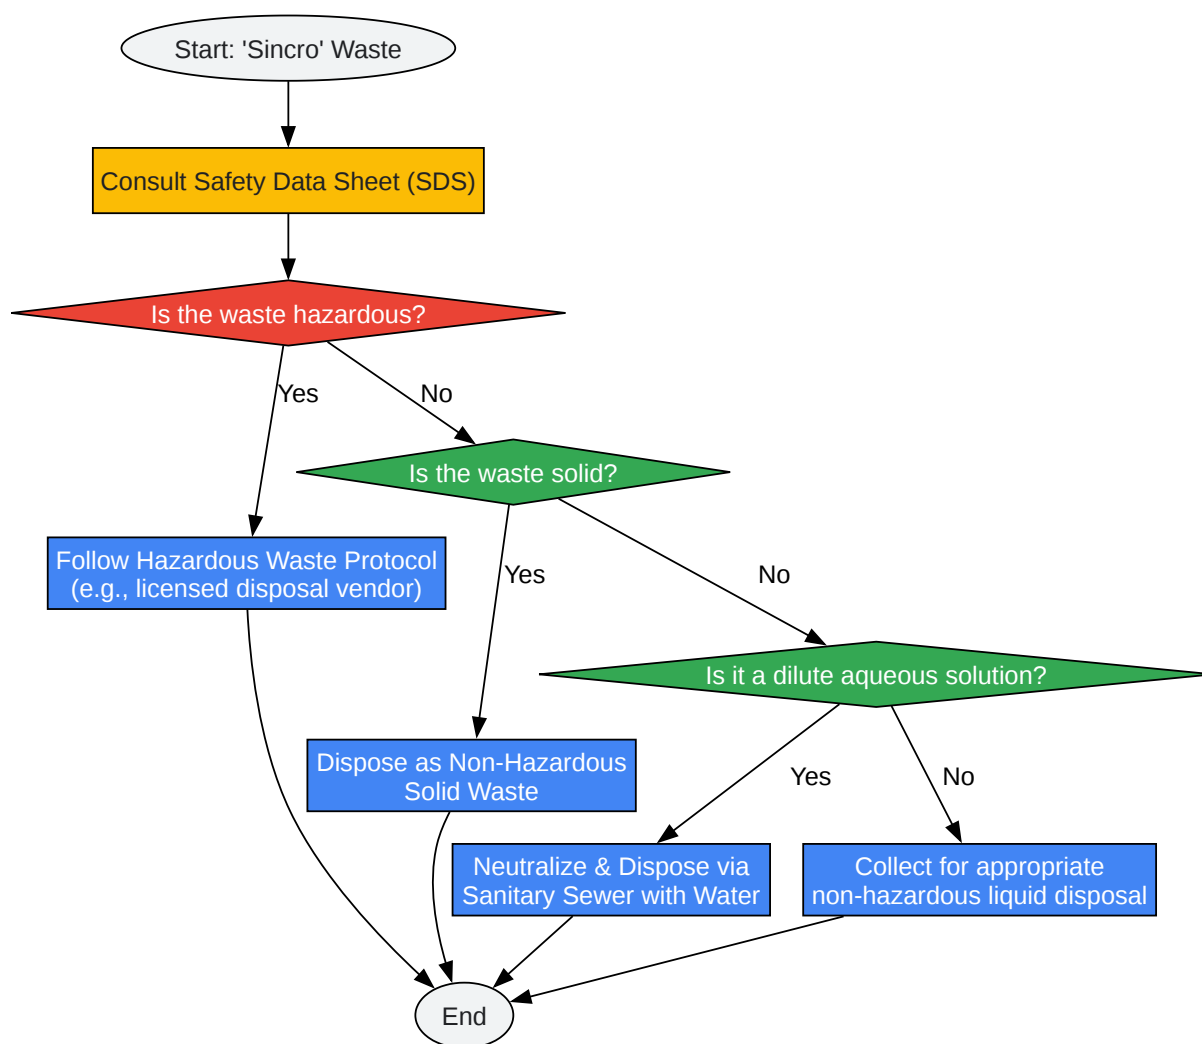 Start: 'Sincro' Waste
Consult Safety Data Sheet (SDS)
Is the waste hazardous?
Yes
No
Is the waste solid?
Follow Hazardous Waste Protocol
(e.g., licensed disposal vendor)
Yes
No
Is it a dilute aqueous solution?
Dispose as Non-Hazardous
Solid Waste
Yes
No
Neutralize & Dispose via
Sanitary Sewer with Water
Collect for appropriate
non-hazardous liquid disposal
End